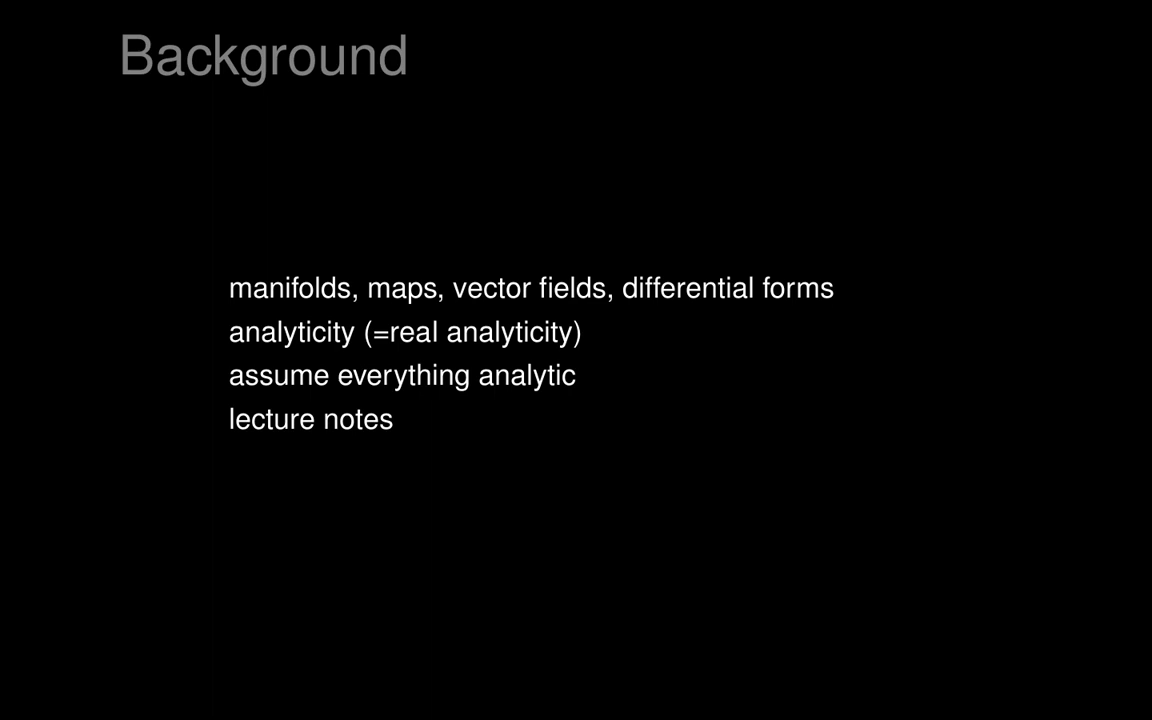 Background
manifolds, maps, vector fields, differential forms
analyticity (=real analyticity)
assume everything analytic
lecture notes